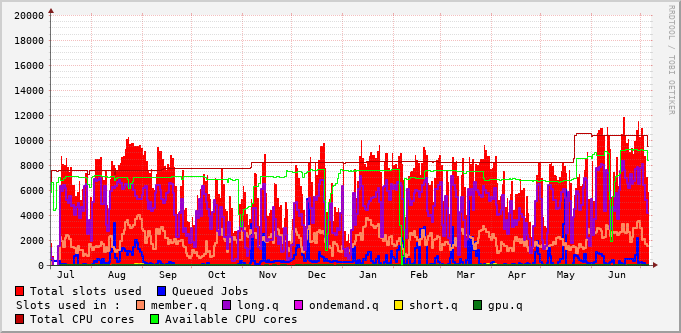 20000
18000
16000
14000
12000
10000
8000
6000
4000
2000
0
Jul Aug Sep Oct Nov Dec Jan Feb Mar Apr May Jun
RRDTOOL / TOBI OETIKER
Total slots used Queued Jobs
Slots used in : member.q long.q ondemand.q short.q gpu.q
Total CPU cores Available CPU cores